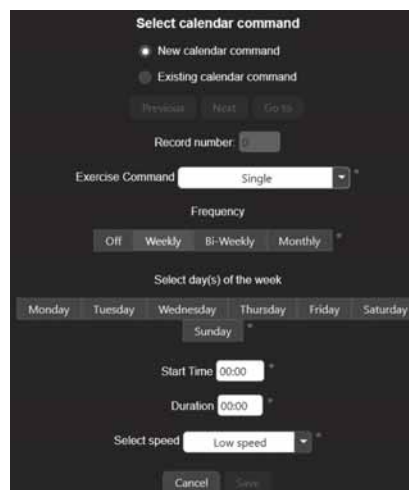 Select calendar command
New calendar command
Existing calendar command
Previous Next Go to
Record number: 0
Exercise Command Single *
Frequency
Off Weekly Bi-Weekly Monthly *
Select day(s) of the week
Monday Tuesday Wednesday Thursday Friday Saturday
Sunday *
Start Time 00:00 *
Duration 00:00 *
Select speed Low speed *
Cancel Save